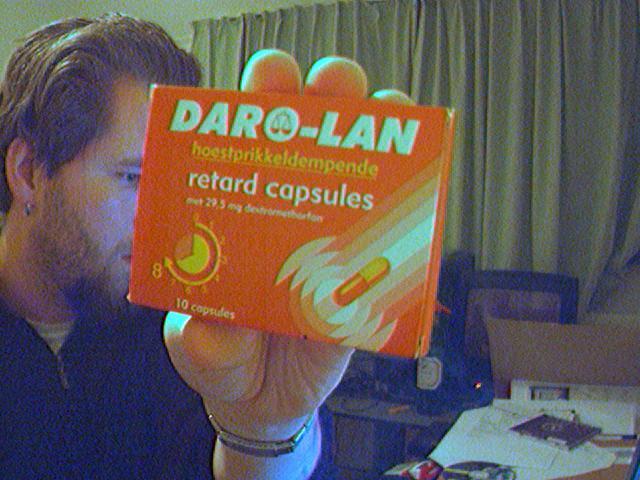 DARO-LAN
hoestprikkeldempende
retard capsules
met 29.5 mg dextromethorfan
8
10 capsules